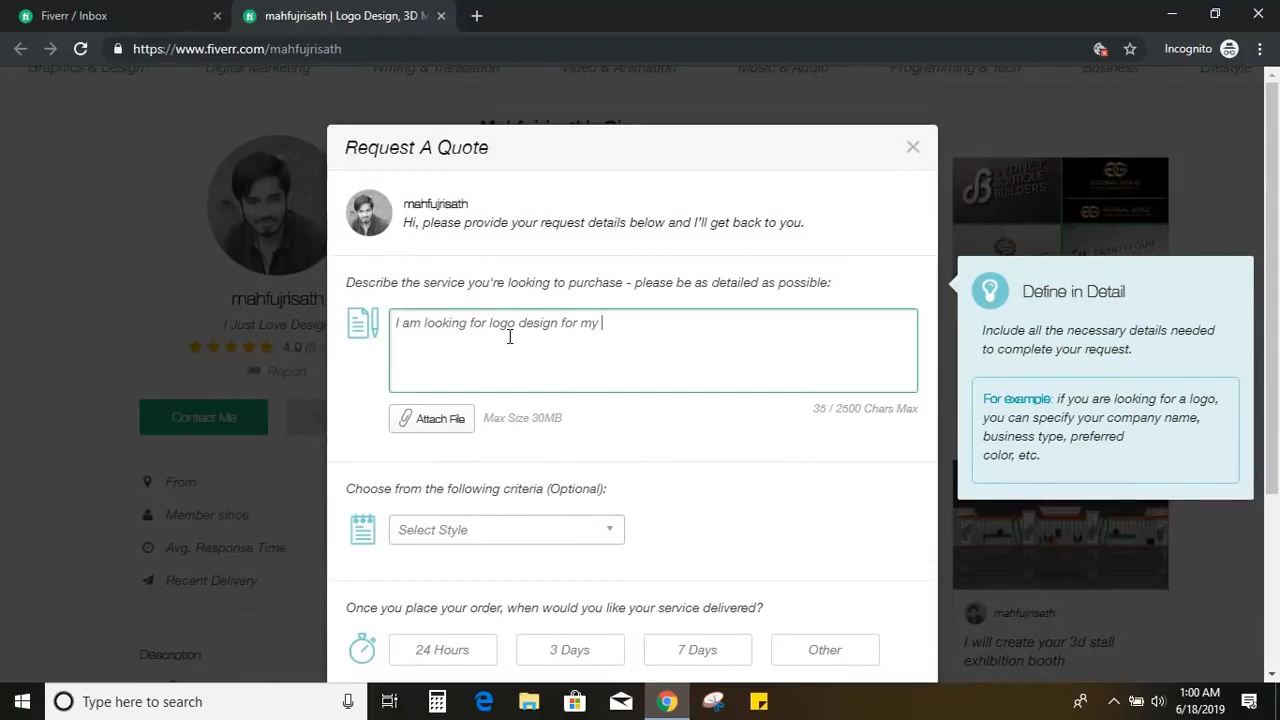 Fiverr / Inbox
mahfujrisath | Logo Design, 3D M
https://www.fiverr.com/mahfujrisath
Incognito
Graphics & Design Digital Marketing Writing & Translation Video & Animation Music & Audio Programming & Tech Business Lifestyle
Request A Quote
mahfujrisath
Hi, please provide your request details below and I'll get back to you.
Describe the service you're looking to purchase - please be as detailed as possible:
I am looking for logo design for my
35 / 2500 Chars Max
Attach File
Max Size 30MB
Choose from the following criteria (Optional):
Select Style
Once you place your order, when would you like your service delivered?
24 Hours
3 Days
7 Days
Other
Define in Detail
Include all the necessary details needed
to complete your request.
For example: if you are looking for a logo,
you can specify your company name,
business type, preferred
color, etc.
mahfujrisath
I Just Love Design
4.9 (5
Report
Contact Me
From
Member since
Avg. Response Time
Recent Delivery
Description
BUILDERS
GLOBAL GOLD
GLOBAL GOLD
mahfujrisath
I will create your 3d stall
exhibition booth
Type here to search
1:00 AM
6/18/2019